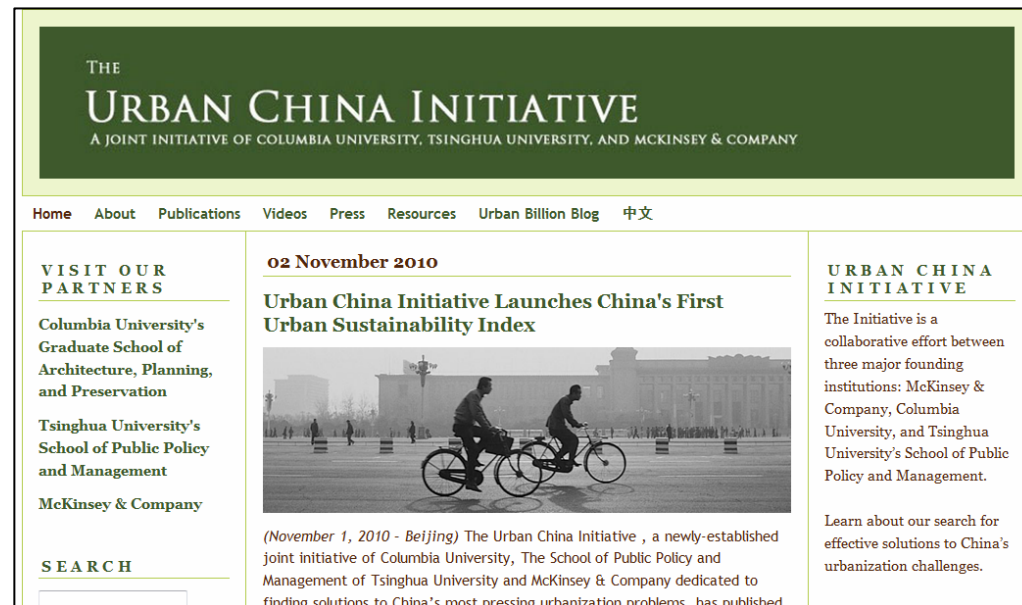 THE
URBAN CHINA INITIATIVE
A JOINT INITIATIVE OF COLUMBIA UNIVERSITY, TSINGHUA UNIVERSITY, AND MCKINSEY & COMPANY
Home About Publications Videos Press Resources Urban Billion Blog 中文
VISIT OUR
PARTNERS
Columbia University's
Graduate School of
Architecture, Planning,
and Preservation
Tsinghua University's
School of Public Policy
and Management
McKinsey & Company
SEARCH
02 November 2010
Urban China Initiative Launches China's First
Urban Sustainability Index
(November 1, 2010 - Beijing) The Urban China Initiative , a newly-established
joint initiative of Columbia University, The School of Public Policy and
Management of Tsinghua University and McKinsey & Company dedicated to
finding solutions to China's most pressing urbanization problems, has published
URBAN CHINA
INITIATIVE
The Initiative is a
collaborative effort between
three major founding
institutions: McKinsey &
Company, Columbia
University, and Tsinghua
University's School of Public
Policy and Management.
Learn about our search for
effective solutions to China's
urbanization challenges.